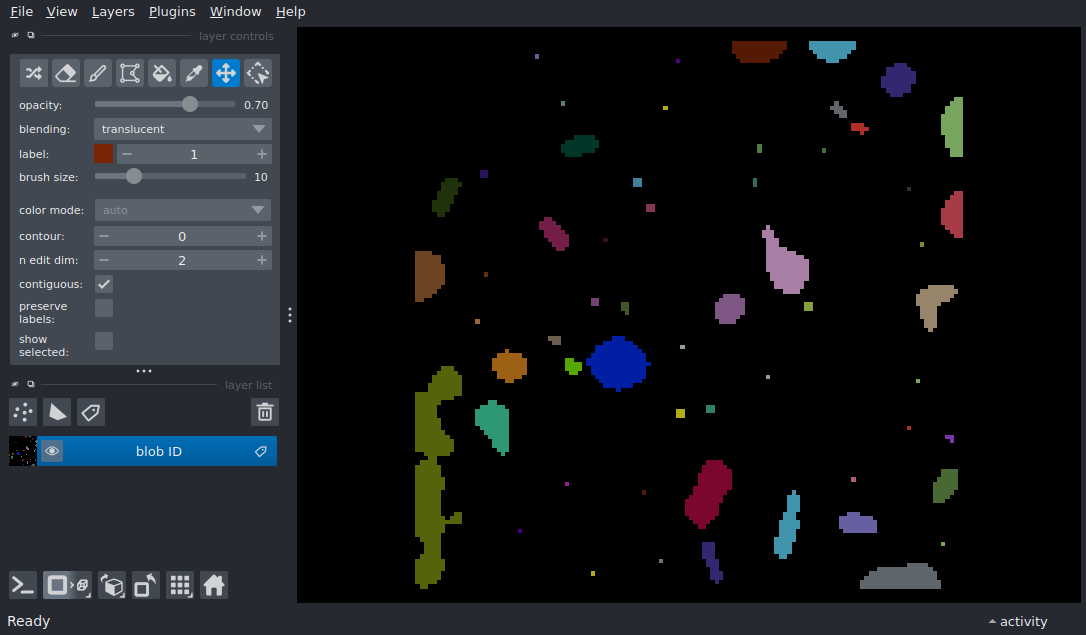 File View Layers Plugins Window Help
layer controls
opacity: 0.70
blending: translucent
label: 1
brush size: 10
color mode: auto
contour: 0
n edit dim: 2
contiguous:
preserve
labels:
show
selected:
layer list
blob ID
Ready
activity